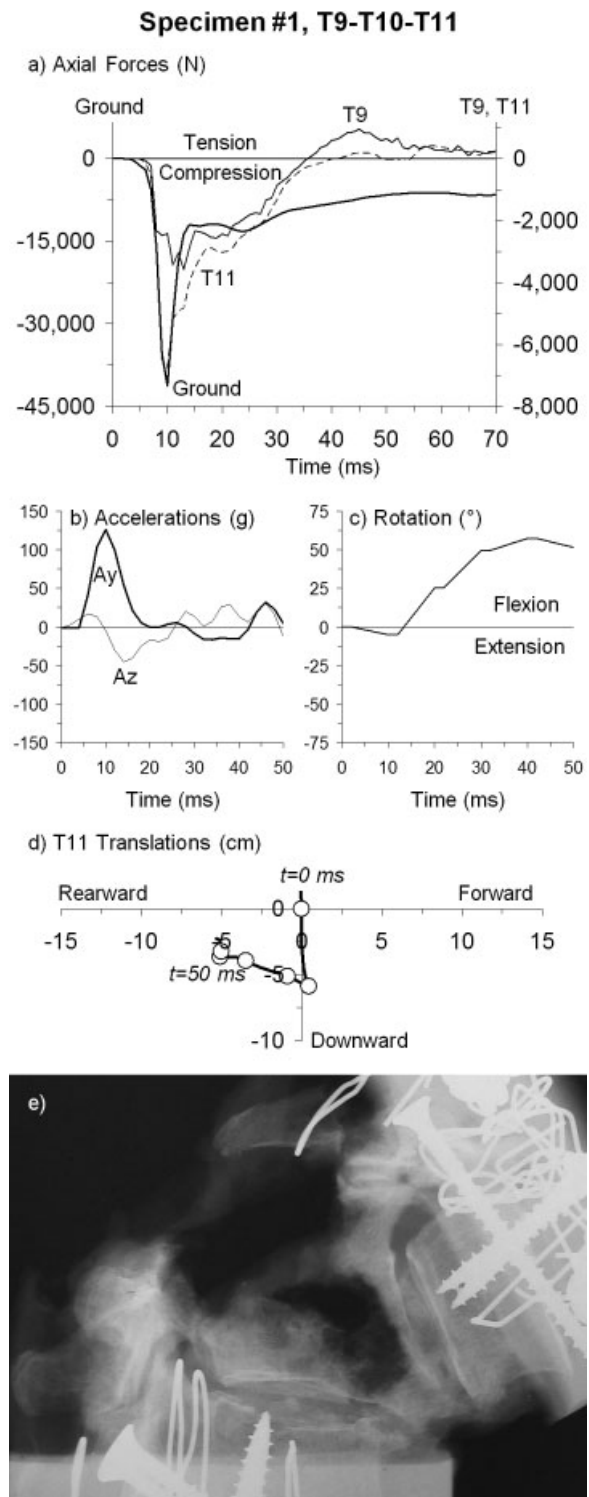 Specimen #1, T9-T10-T11
a) Axial Forces (N)
Ground T9 T9, T11
0 Tension 0
Compression
-2,000
-15,000
T11 -4,000
-30,000
-6,000
Ground
-45,000 -8,000
0 10 20 30 40 50 60 70
Time (ms)
150 b) Accelerations (g) 75 c) Rotation (°)
100 50
Ay
50 25
Flexion
0 0
Extension
-50 -25
Az
-100 -50
-150 -75
0 10 20 30 40 50 0 10 20 30 40 50
Time (ms) Time (ms)
d) T11 Translations (cm)
t=0 ms
Rearward 0 Forward
-15 -10 -5 0 5 10 15
t=50 ms -5
-10 Downward
e)